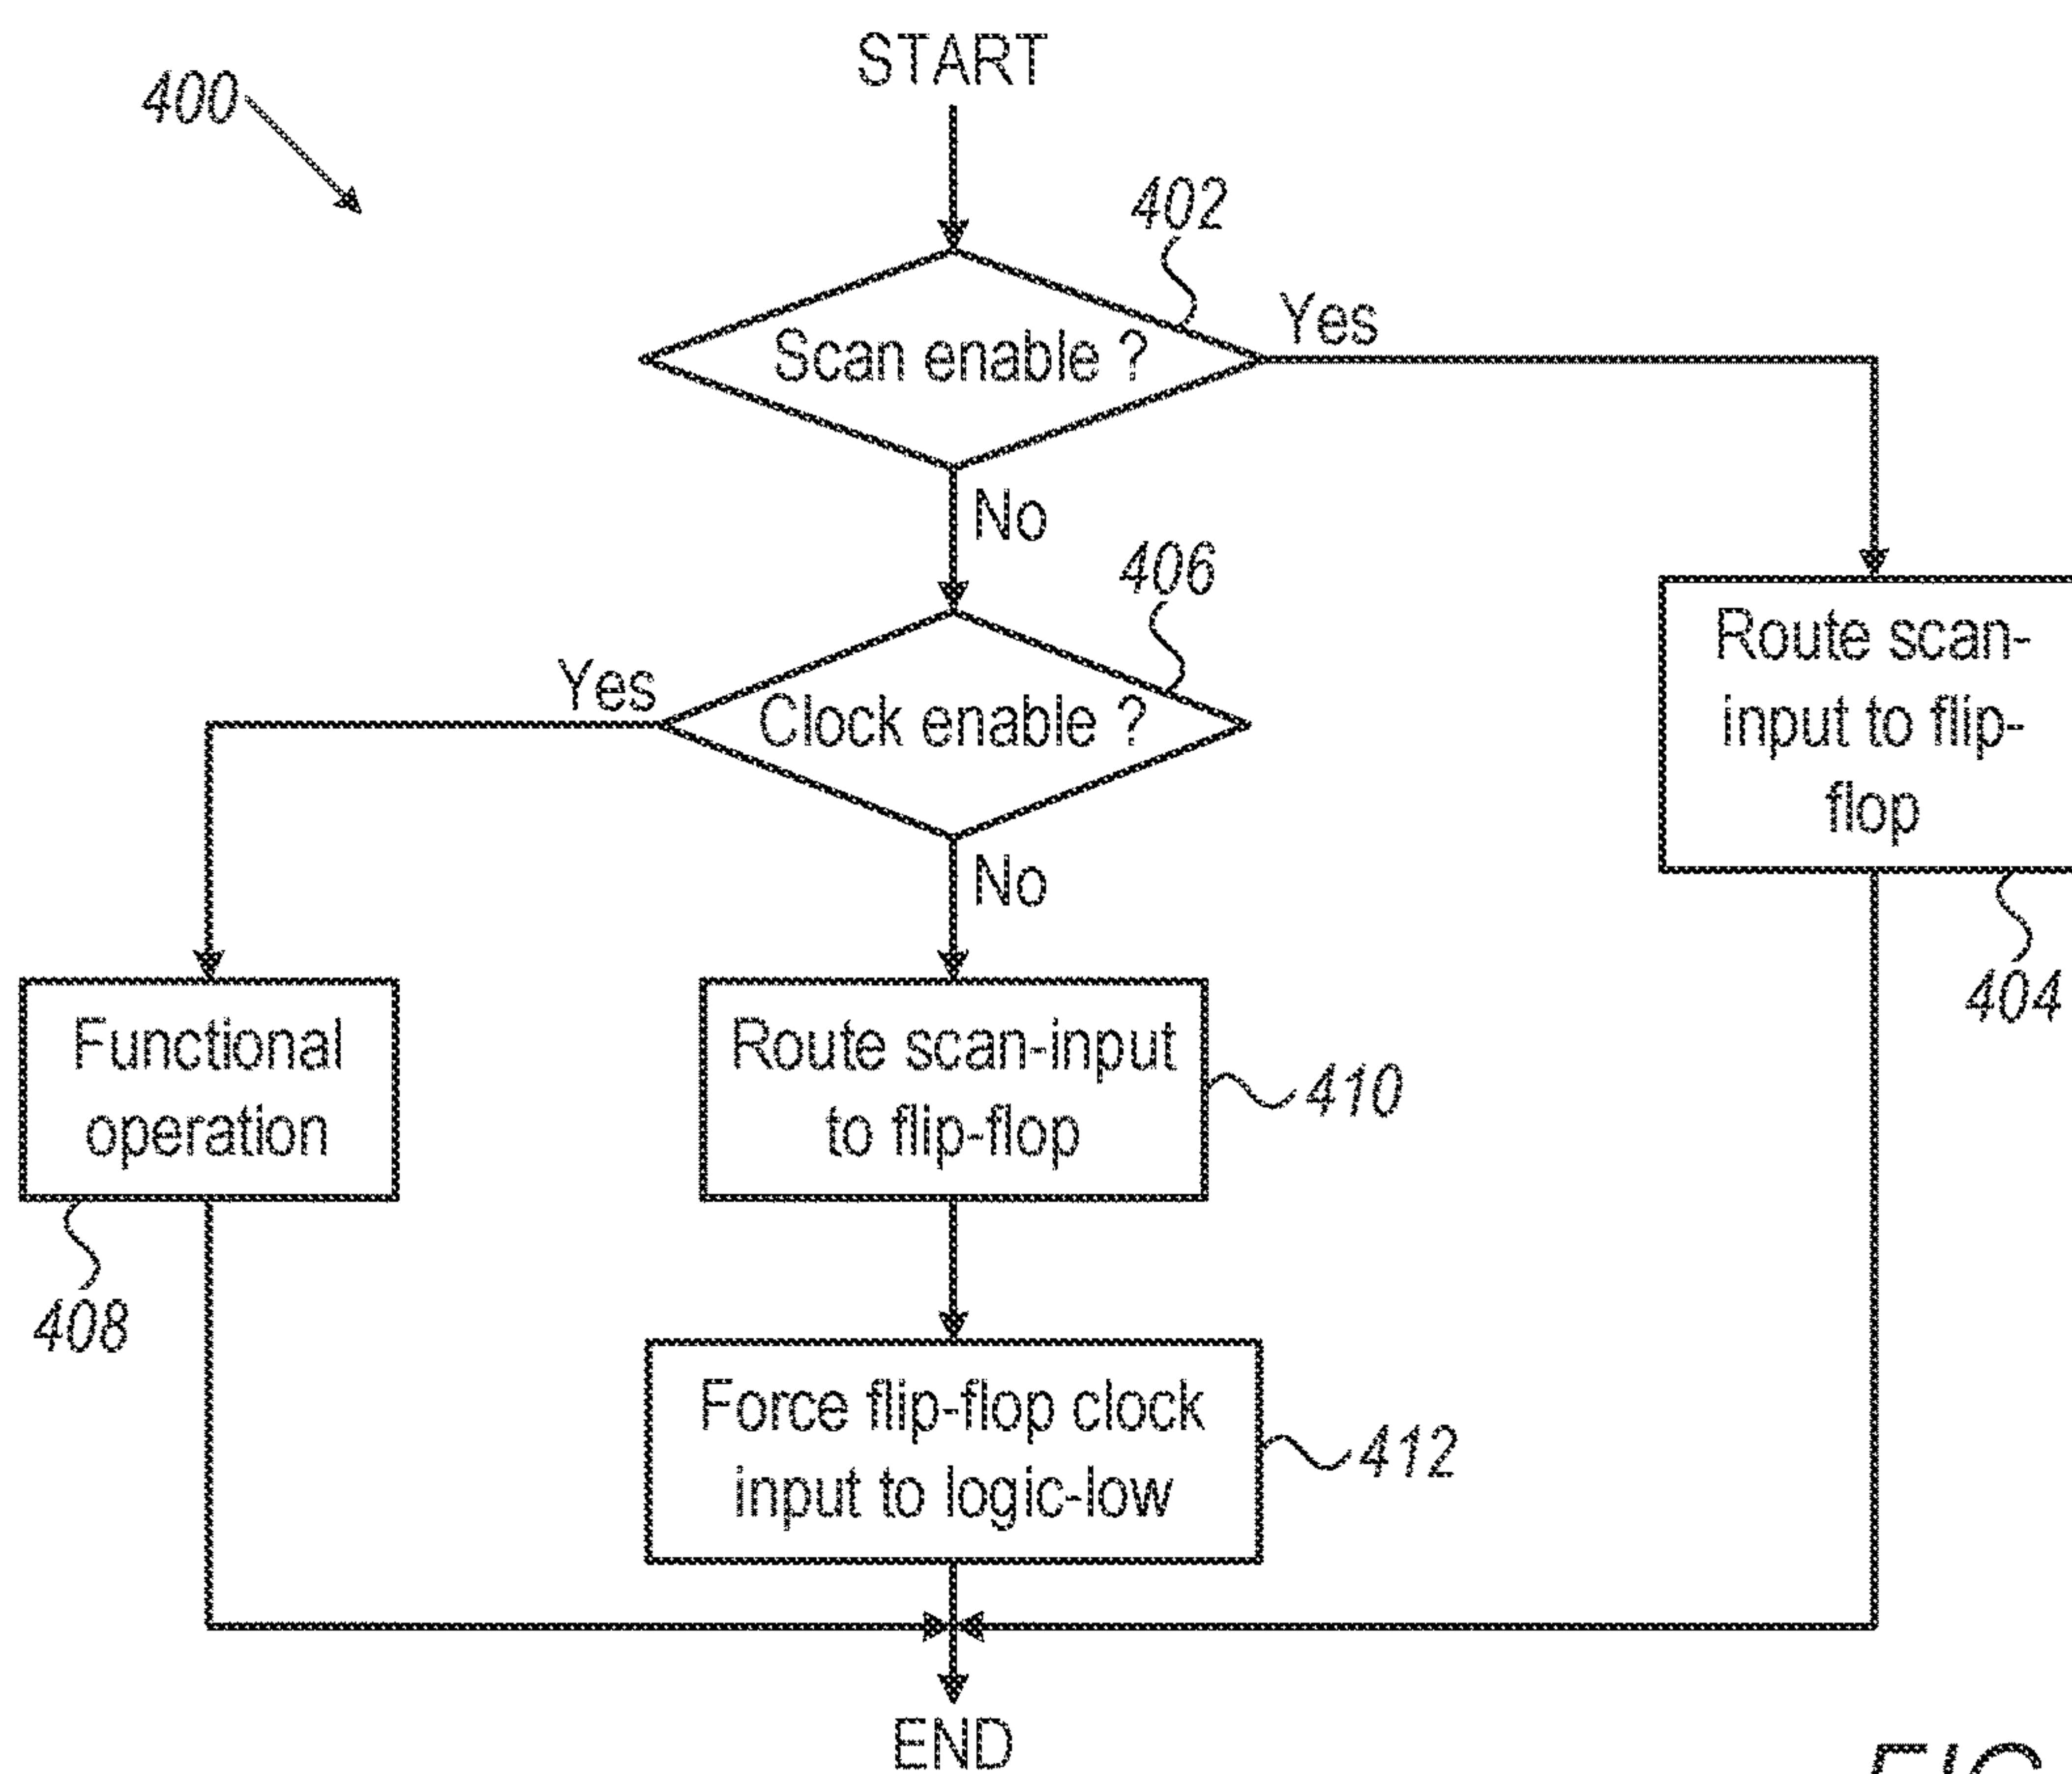 START
400
402
Scan enable ?
Yes
No
406
Yes
Clock enable ?
Route scan-
input to flip-
flop
No
404
Functional
operation
Route scan-input
to flip-flop
410
408
Force flip-flop clock
input to logic-low
412
END